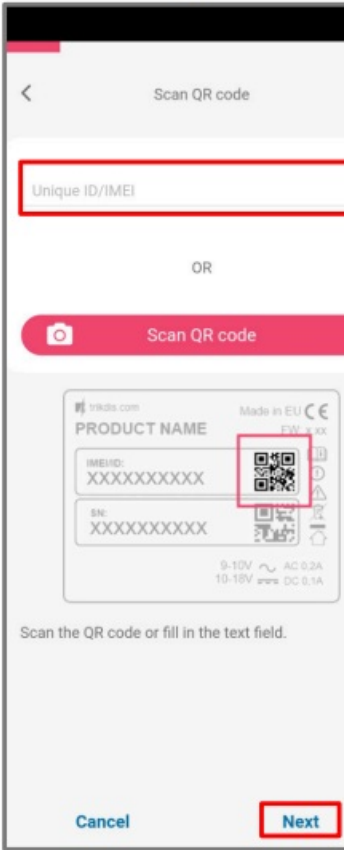 Scan QR code
Unique ID/IMEI
OR
Scan QR code
trikdis.com
Made in EU CE
PRODUCT NAME
FW x.xx
IMEI/ID:
XXXXXXXXXX
SN:
XXXXXXXXXX
9-10V AC 0,2A
10-18V DC 0,1A
Scan the QR code or fill in the text field.
Cancel
Next